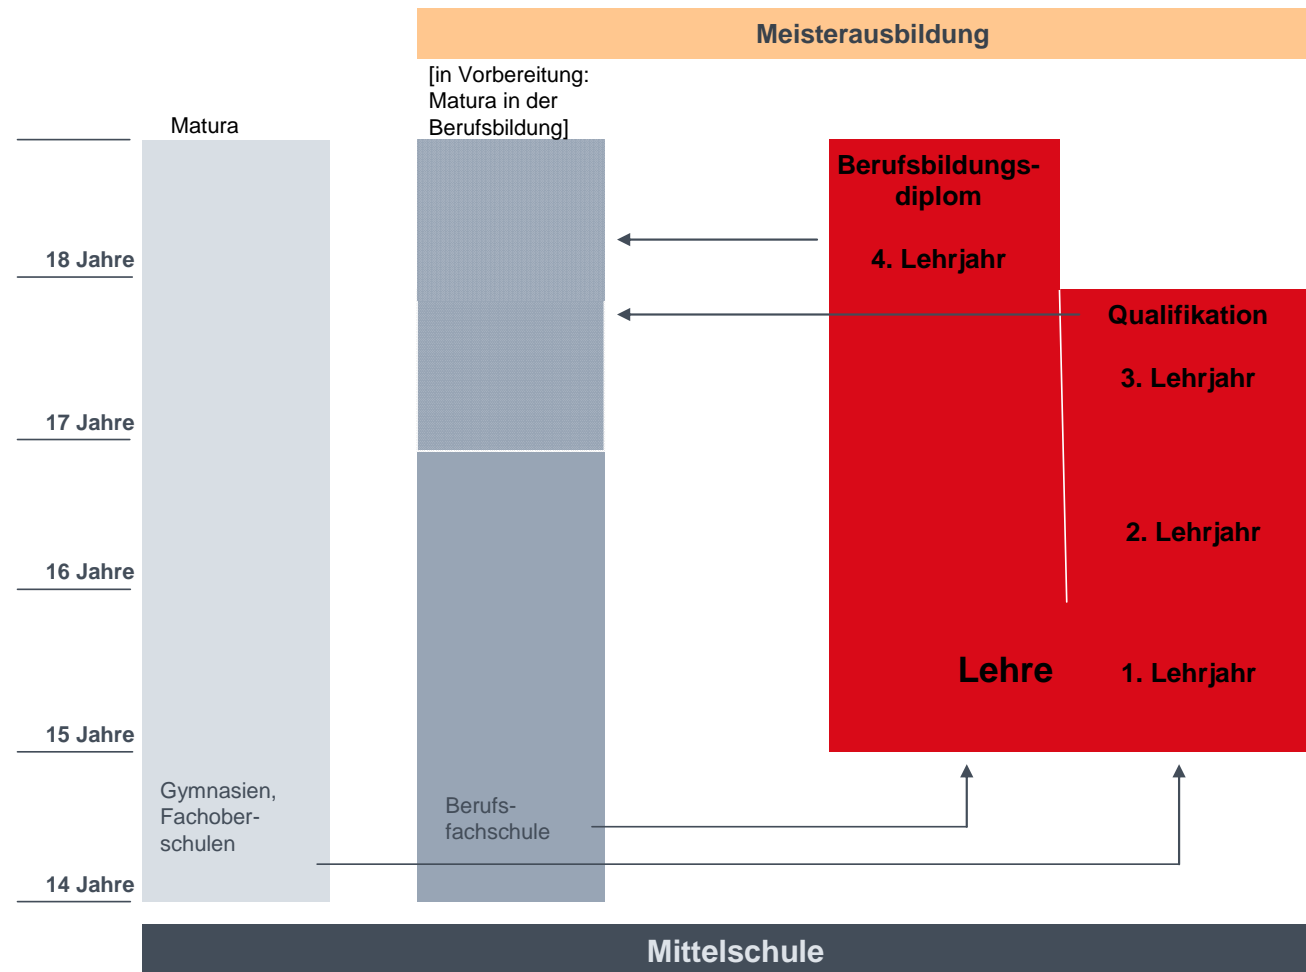 Meisterausbildung
[in Vorbereitung:
Matura in der
Berufsbildung]
Matura
Berufsbildungs-
diplom
18 Jahre
4. Lehrjahr
Qualifikation
3. Lehrjahr
17 Jahre
2. Lehrjahr
16 Jahre
Lehre
1. Lehrjahr
15 Jahre
Gymnasien,
Fachober-
schulen
Berufs-
fachschule
14 Jahre
Mittelschule